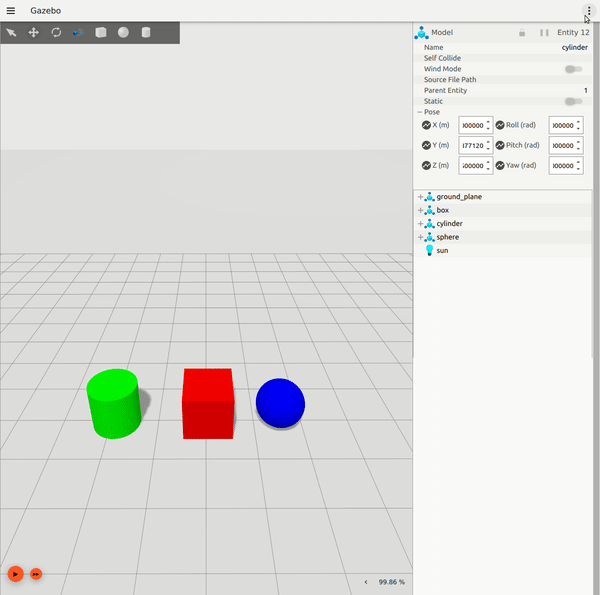 Gazebo
Model Entity 12
Name cylinder
Self Collide
Wind Mode
Source File Path
Parent Entity 1
Static
Pose
X (m) 00000 Roll (rad) 00000
Y (m) 77120 Pitch (rad) 00000
Z (m) 00000 Yaw (rad) 00000
ground_plane
box
cylinder
sphere
sun
99.86 %